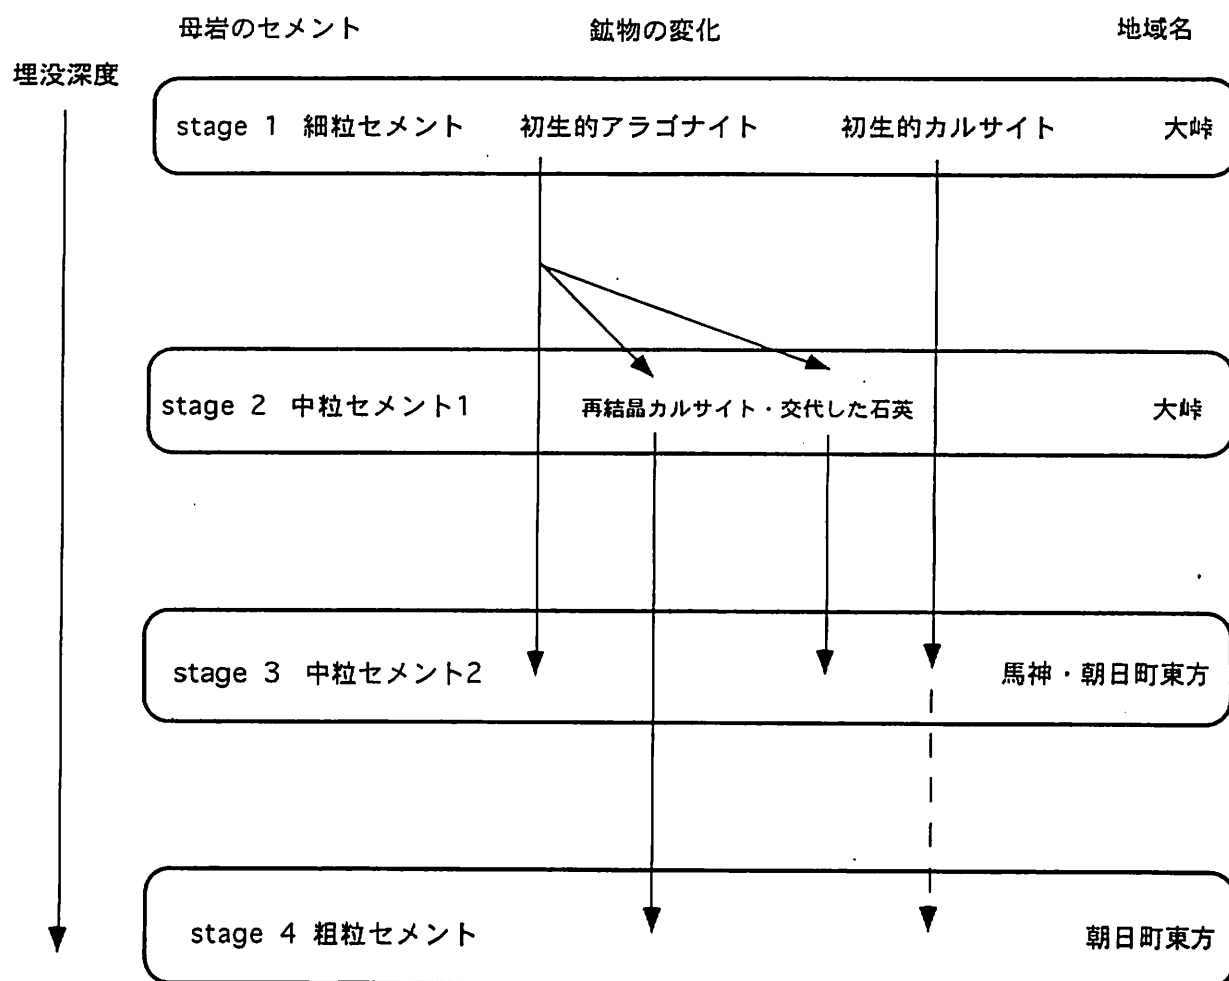 母岩のセメント 鉱物の変化 地域名
埋没深度
stage 1 細粒セメント 初生的アラゴナイト 初生的カルサイト 大峠
stage 2 中粒セメント1 再結晶カルサイト・交代した石英 大峠
stage 3 中粒セメント2 馬神・朝日町東方
stage 4 粗粒セメント 朝日町東方